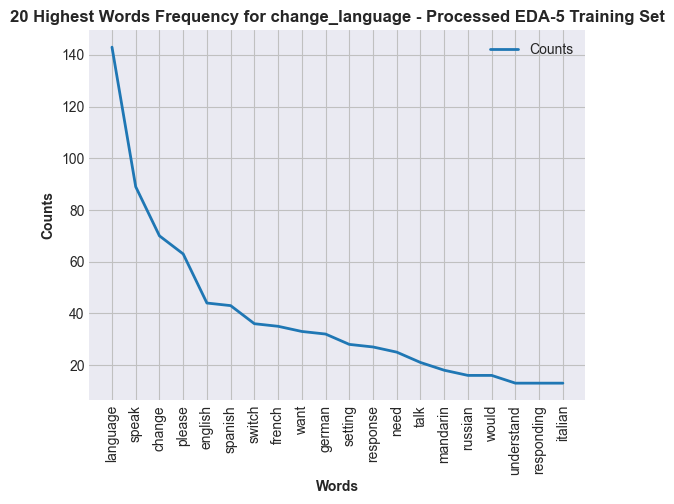 20 Highest Words Frequency for change_language - Processed EDA-5 Training Set
Counts
140
120
100
80
60
40
20
Counts
language
speak
change
please
english
spanish
switch
french
want
german
setting
response
need
talk
mandarin
russian
would
understand
responding
italian
Words